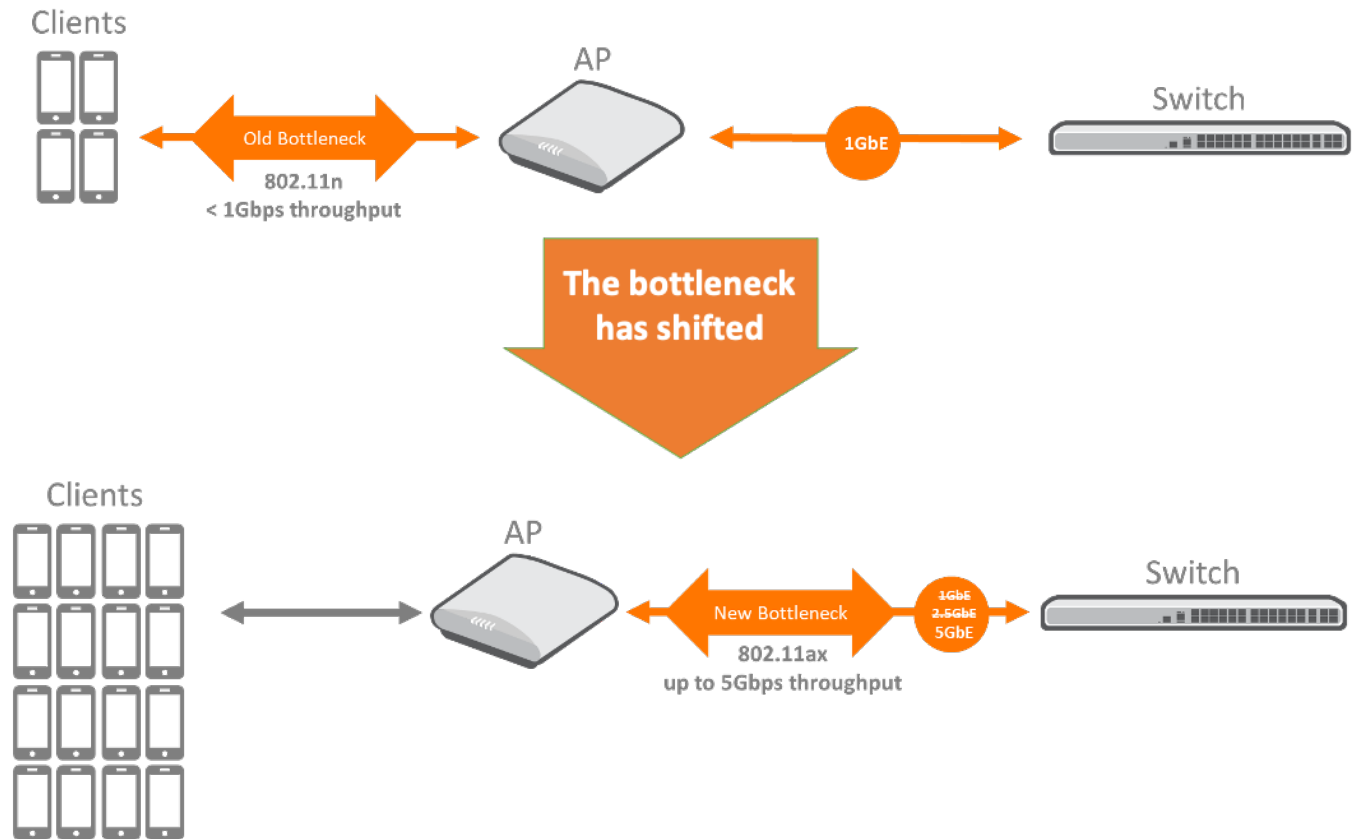 Clients
AP
Switch
Old Bottleneck
1GbE
802.11n
< 1Gbps throughput
The bottleneck
has shifted
Clients
AP
Switch
New Bottleneck
1GbE
2.5GbE
5GbE
802.11ax
up to 5Gbps throughput